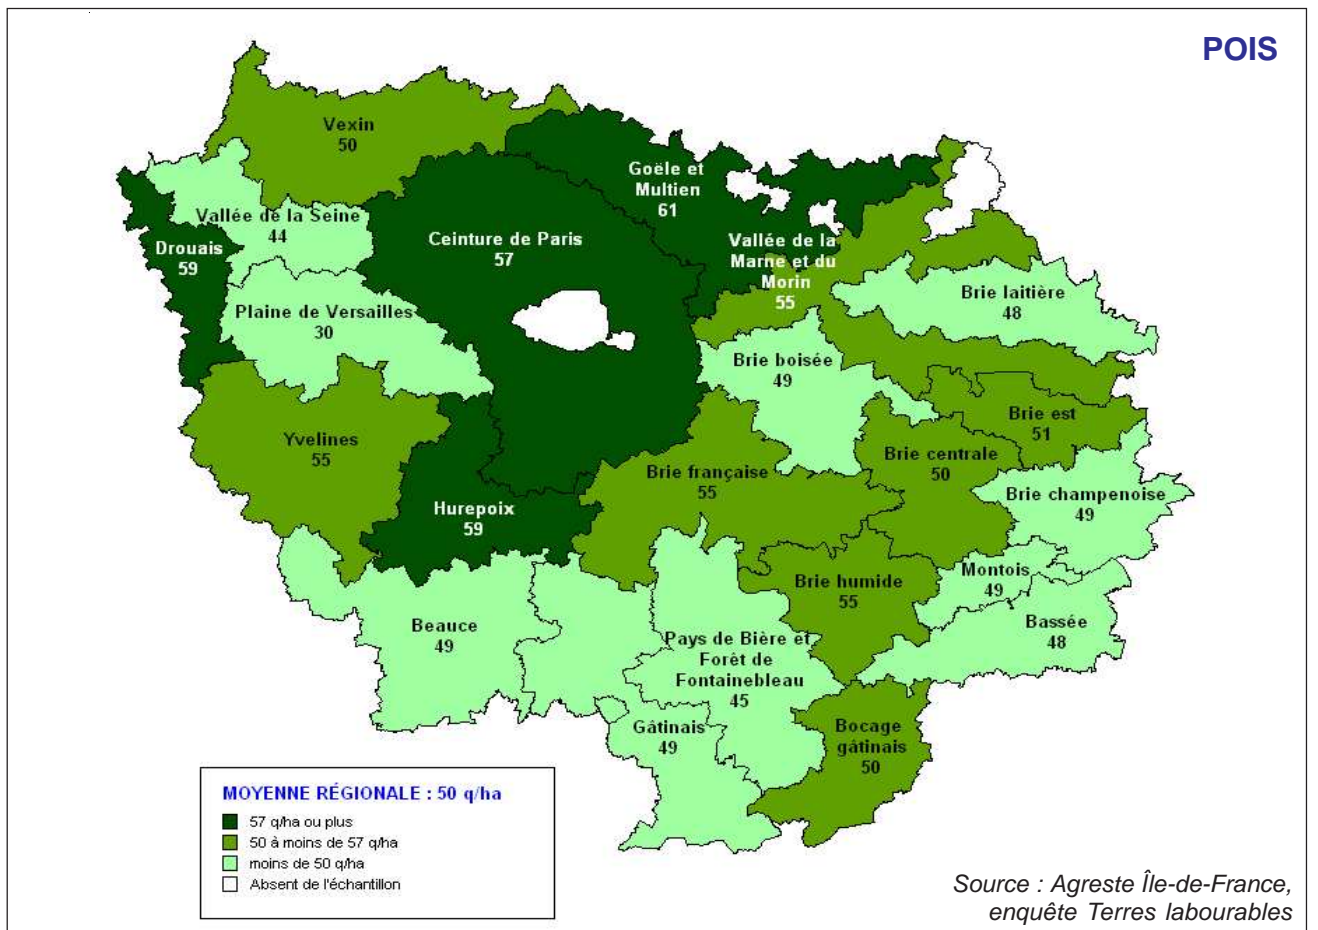 POIS
Vexin
50
Goële et
Multien
61
Vallée de la Seine
44
Drouais
59
Ceinture de Paris
57
Vallée de la
Marne et du
Morin
55
Brie laitière
48
Plaine de Versailles
30
Brie boisée
49
Brie est
51
Yvelines
55
Brie centrale
50
Brie française
55
Brie champenoise
49
Hurepoix
59
Montois
49
Brie humide
55
Beauce
49
Bassée
48
Pays de Bière et
Forêt de
Fontainebleau
45
Gâtinais
49
Bocage
gâtinais
50
MOYENNE RÉGIONALE : 50 q/ha
57 q/ha ou plus
50 à moins de 57 q/ha
moins de 50 q/ha
Absent de l'échantillon
Source : Agreste Île-de-France,
enquête Terres labourables